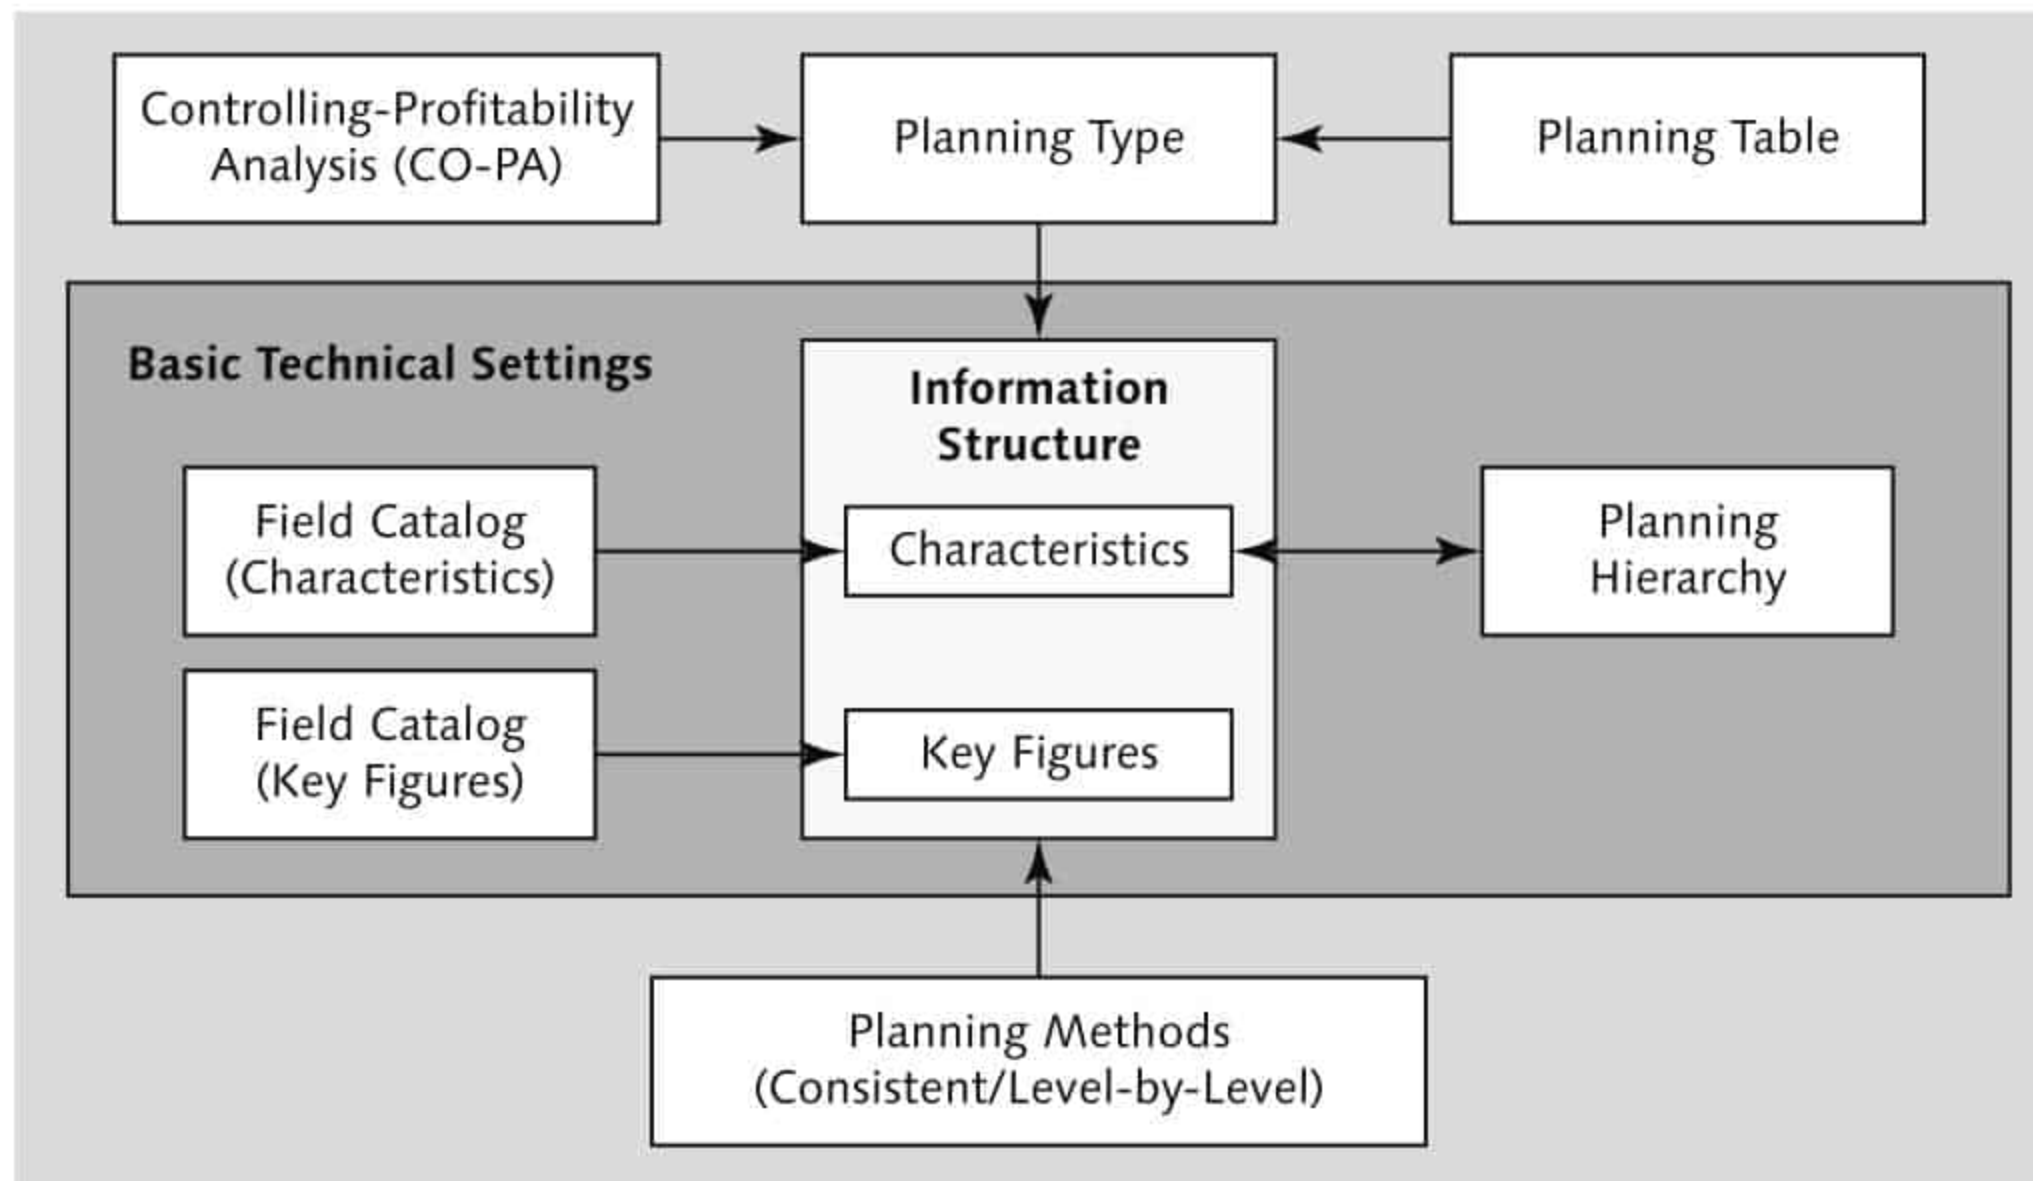 Controlling-Profitability
Analysis (CO-PA)
Planning Type
Planning Table
Basic Technical Settings
Information
Structure
Field Catalog
(Characteristics)
Characteristics
Planning
Hierarchy
Field Catalog
(Key Figures)
Key Figures
Planning Methods
(Consistent/Level-by-Level)